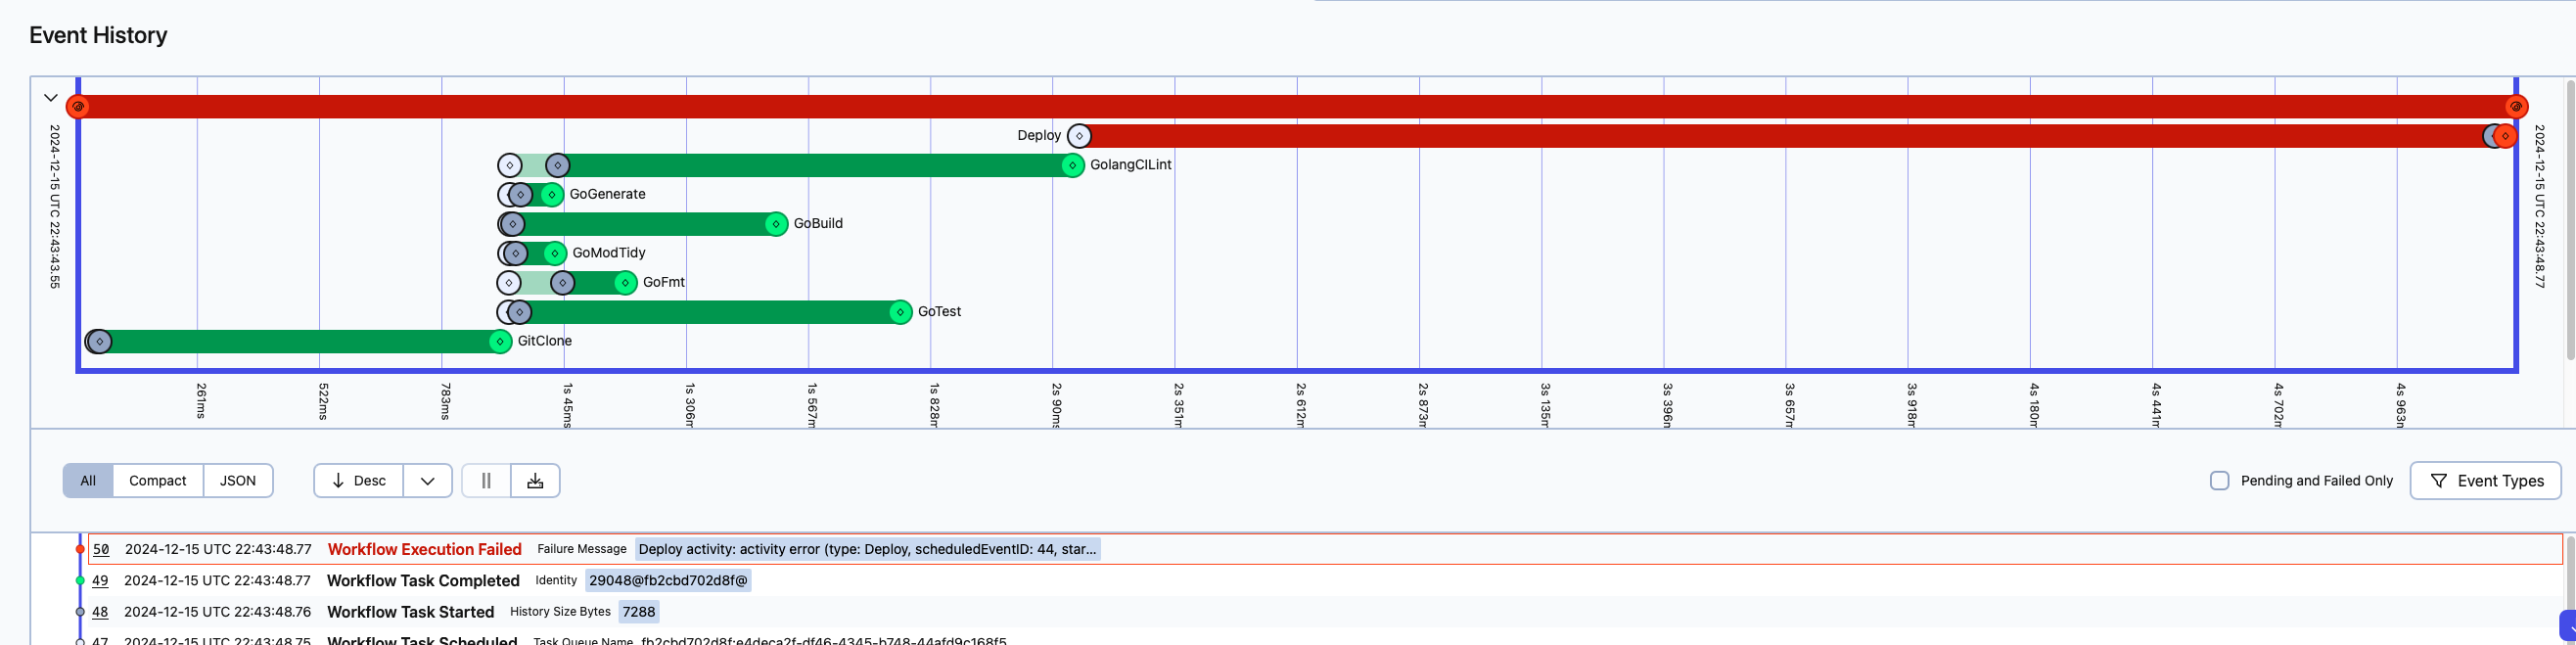 Event History
2024-12-15 UTC 22:43:43.55
2024-12-15 UTC 22:43:48.77
Deploy
GolangCILint
GoGenerate
GoBuild
GoModTidy
GoFmt
GoTest
GitClone
261ms
522ms
783ms
1s 45ms
1s 306m
1s 567m
1s 828m
2s 90ms
2s 351m
2s 612m
2s 873m
3s 135m
3s 396m
3s 657m
3s 918m
4s 180m
4s 441m
4s 702m
4s 963m
All Compact JSON Desc Pending and Failed Only Event Types
50 2024-12-15 UTC 22:43:48.77 Workflow Execution Failed Failure Message Deploy activity: activity error (type: Deploy, scheduledEventID: 44, star...
49 2024-12-15 UTC 22:43:48.77 Workflow Task Completed Identity 29048@fb2cbd702d8f@
48 2024-12-15 UTC 22:43:48.76 Workflow Task Started History Size Bytes 7288
47 2024-12-15 UTC 22:43:48.75 Workflow Task Scheduled Task Queue Name fb2cbd702d8f:e4deca2f-df46-4345-b748-44afd9c168f5